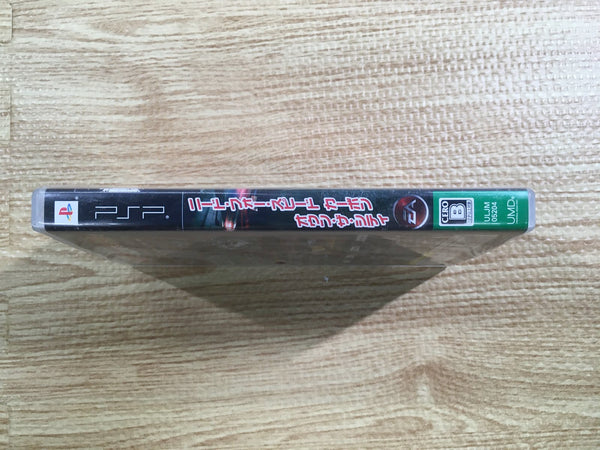 PSP
ニード・フォー・スピード カーボン
オウン・ザ・シティ
EA
CERO
B
ULJM
05204
UMD